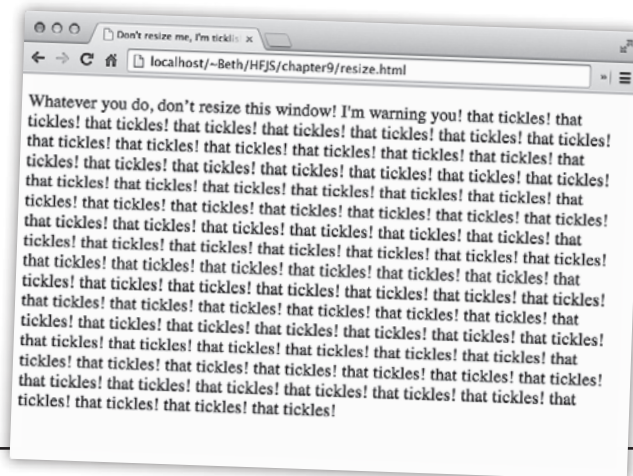 Don't resize me, I'm tickli
localhost/~Beth/HFJS/chapter9/resize.html
Whatever you do, don't resize this window! I'm warning you! that tickles! that
tickles! that tickles! that tickles! that tickles! that tickles! that tickles! that tickles!
that tickles! that tickles! that tickles! that tickles! that tickles! that tickles! that
tickles! that tickles! that tickles! that tickles! that tickles! that tickles! that tickles!
that tickles! that tickles! that tickles! that tickles! that tickles! that tickles! that
tickles! that tickles! that tickles! that tickles! that tickles! that tickles! that tickles!
that tickles! that tickles! that tickles! that tickles! that tickles! that tickles! that
tickles! that tickles! that tickles! that tickles! that tickles! that tickles! that tickles!
that tickles! that tickles! that tickles! that tickles! that tickles! that tickles! that
tickles! that tickles! that tickles! that tickles! that tickles! that tickles! that tickles!
that tickles! that tickles! that tickles! that tickles! that tickles! that tickles! that
tickles! that tickles! that tickles! that tickles! that tickles! that tickles! that tickles!
that tickles! that tickles! that tickles! that tickles! that tickles! that tickles! that
tickles! that tickles! that tickles! that tickles! that tickles! that tickles! that tickles!
that tickles! that tickles! that tickles! that tickles! that tickles! that tickles! that
tickles! that tickles! that tickles! that tickles!